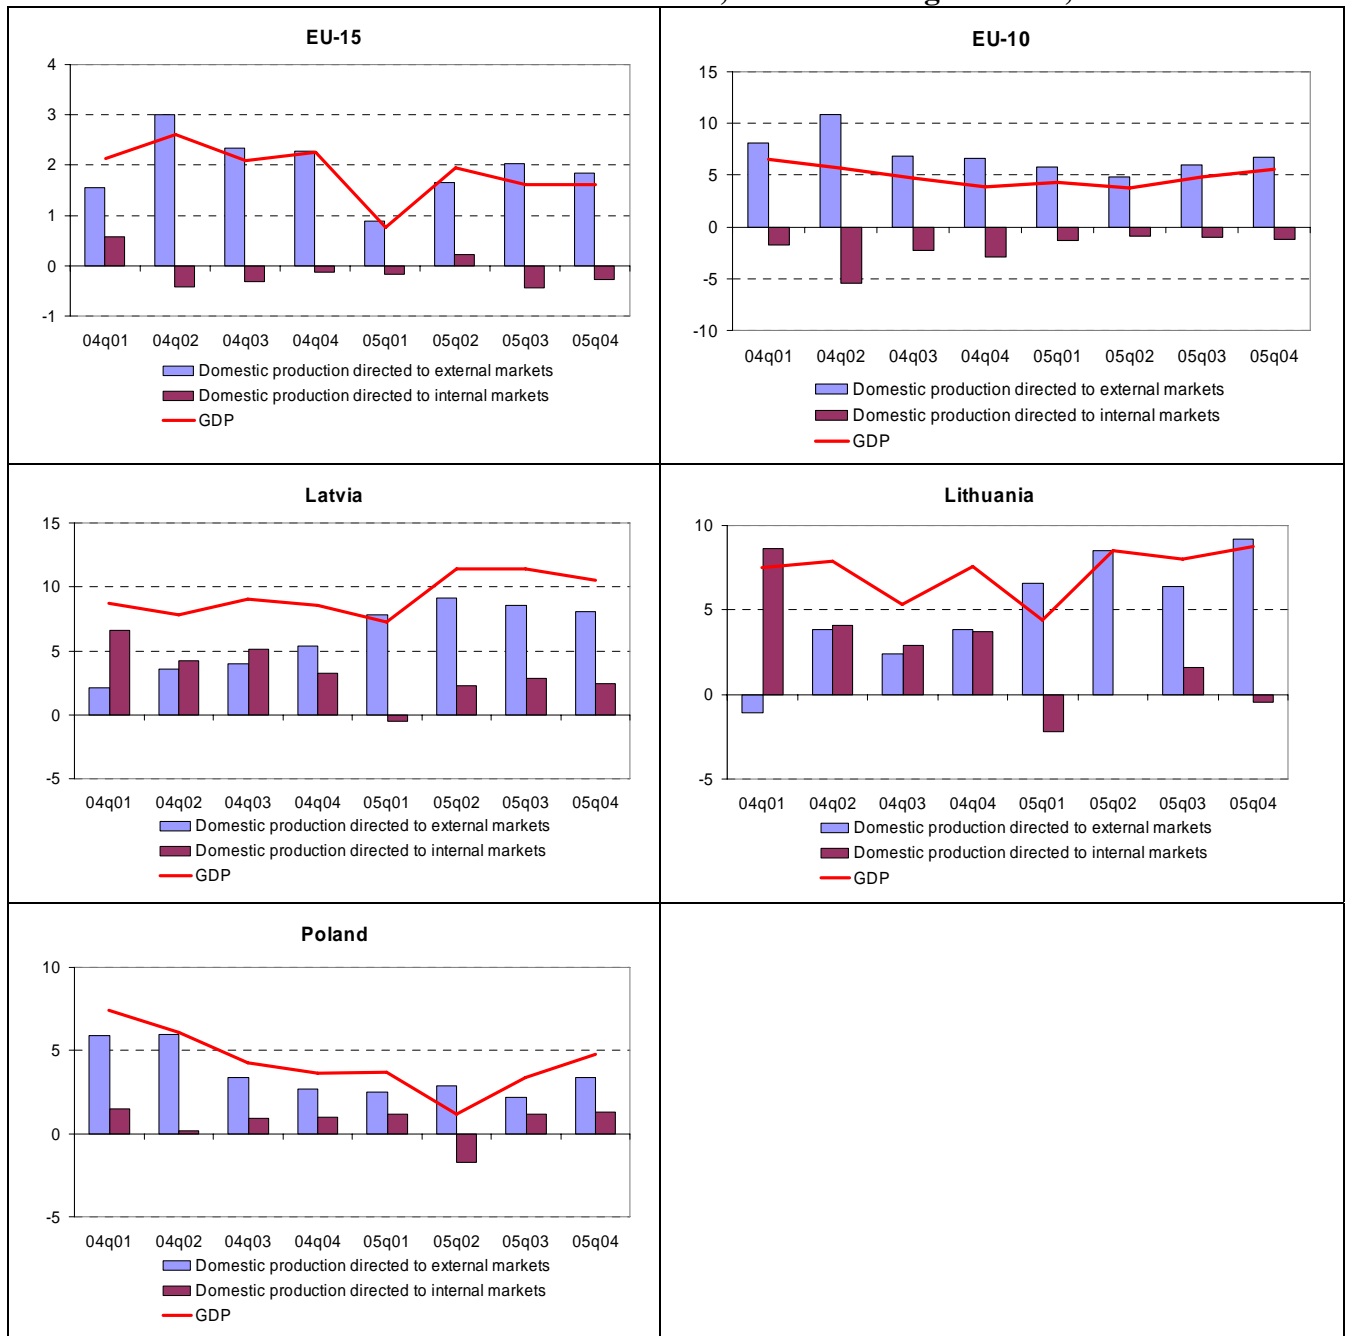 EU-15
4
3
2
1
0
-1
04q01 04q02 04q03 04q04 05q01 05q02 05q03 05q04
Domestic production directed to external markets
Domestic production directed to internal markets
GDP
EU-10
15
10
5
0
-5
-10
04q01 04q02 04q03 04q04 05q01 05q02 05q03 05q04
Domestic production directed to external markets
Domestic production directed to internal markets
GDP
Latvia
15
10
5
0
-5
04q01 04q02 04q03 04q04 05q01 05q02 05q03 05q04
Domestic production directed to external markets
Domestic production directed to internal markets
GDP
Lithuania
10
5
0
-5
04q01 04q02 04q03 04q04 05q01 05q02 05q03 05q04
Domestic production directed to external markets
Domestic production directed to internal markets
GDP
Poland
10
5
0
-5
04q01 04q02 04q03 04q04 05q01 05q02 05q03 05q04
Domestic production directed to external markets
Domestic production directed to internal markets
GDP